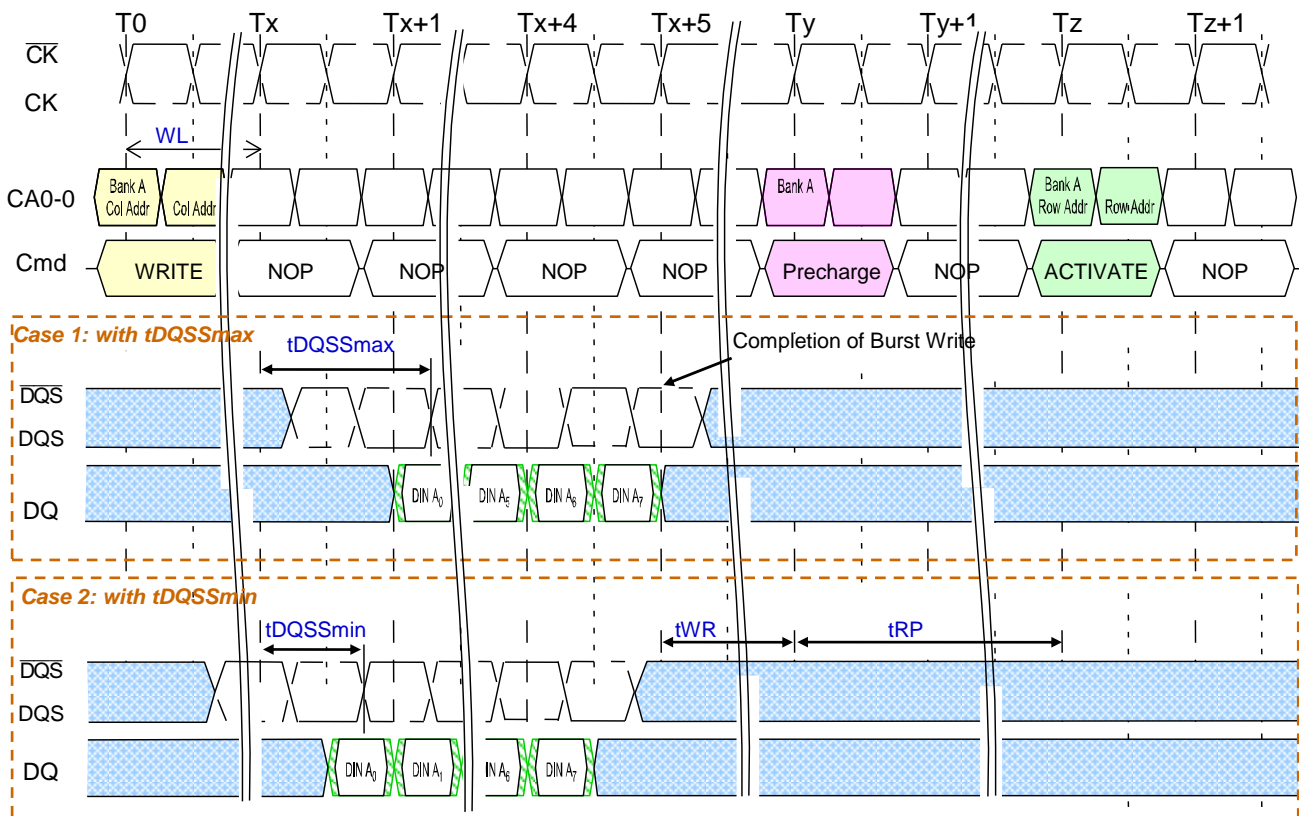 T0 Tx Tx+1 Tx+4 Tx+5 Ty Ty+1 Tz Tz+1
CK
CK
WL
CA0-0 Bank A Col Addr Col Addr Bank A Bank A Row Addr Row Addr
Cmd WRITE NOP NOP NOP NOP Precharge NOP ACTIVATE NOP
Case 1: with tDQSSmax
tDQSSmax Completion of Burst Write
DQS
DQS
DQ DIN A0 DIN A5 DIN A6 DIN A7
Case 2: with tDQSSmin
tDQSSmin tWR tRP
DQS
DQS
DQ DIN A0 DIN A1 IN A6 DIN A7